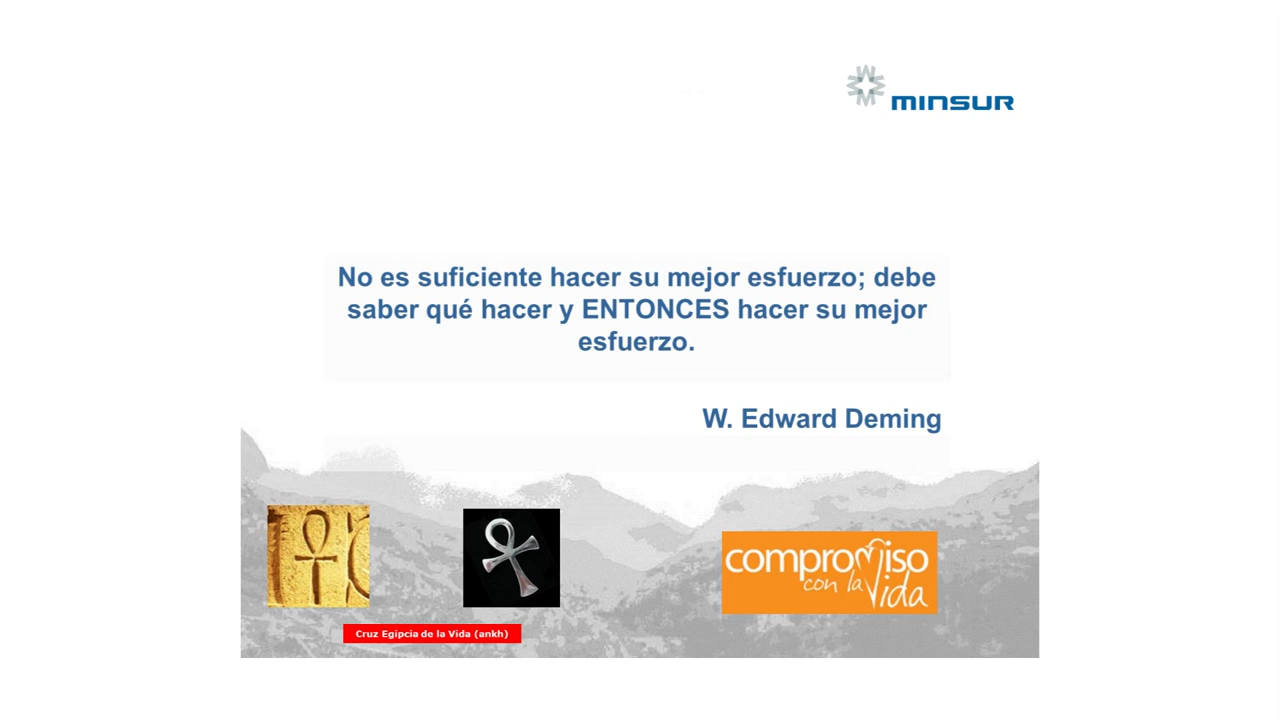 MINSUR
No es suficiente hacer su mejor esfuerzo; debe
saber qué hacer y ENTONCES hacer su mejor
esfuerzo.
W. Edward Deming
compromiso
con la Vida
Cruz Egipcia de la Vida (ankh)